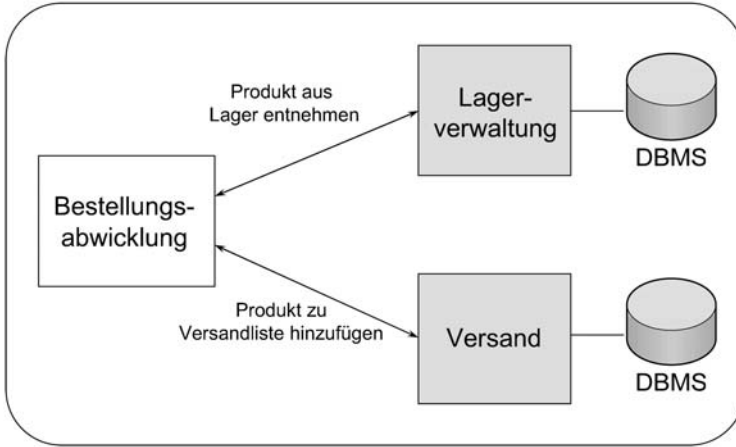 Produkt aus
Lager entnehmen
Lager-
verwaltung
DBMS
Bestellungs-
abwicklung
Produkt zu
Versandliste hinzufügen
Versand
DBMS